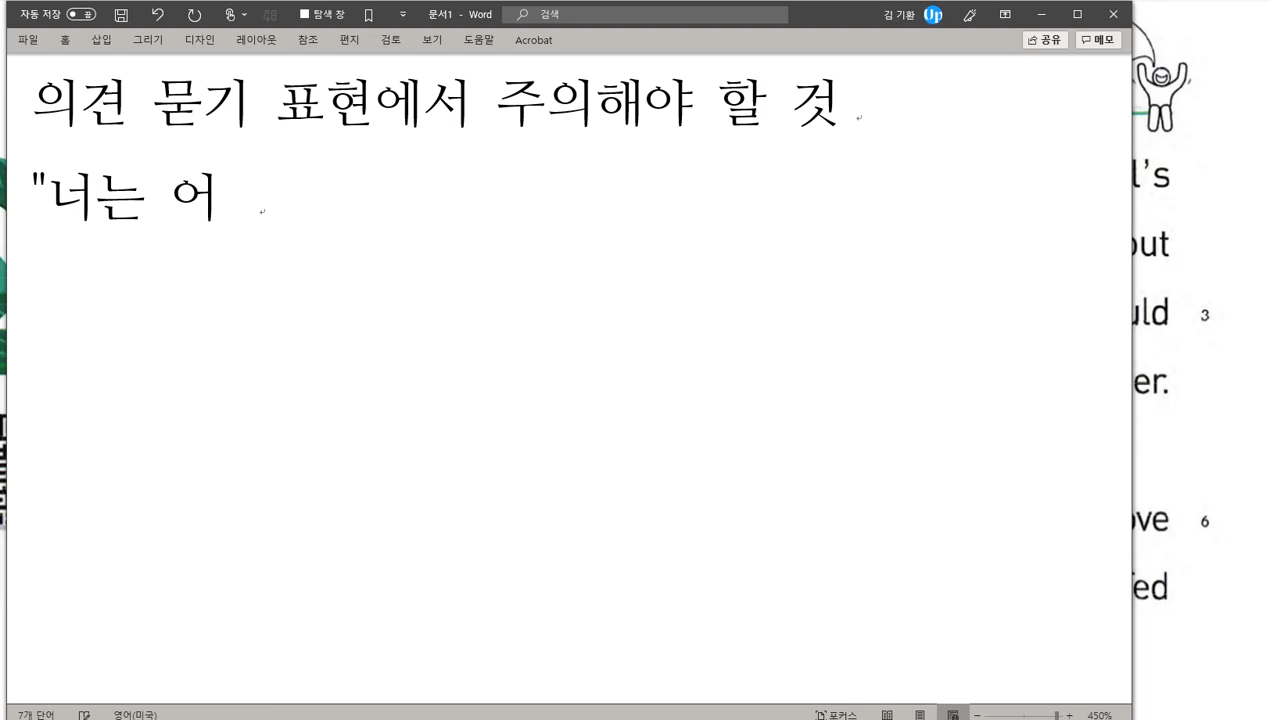 자동 저장 끔 탐색 창 문서1 - Word 검색 김 기환 Up
파일 홈 삽입 그리기 디자인 레이아웃 참조 편지 검토 보기 도움말 Acrobat 공유 메모
의견 묻기 표현에서 주의해야 할 것
"너는 어
l's
out
uld 3
er.
ove 6
ed
7개 단어 영어(미국) 포커스 450%